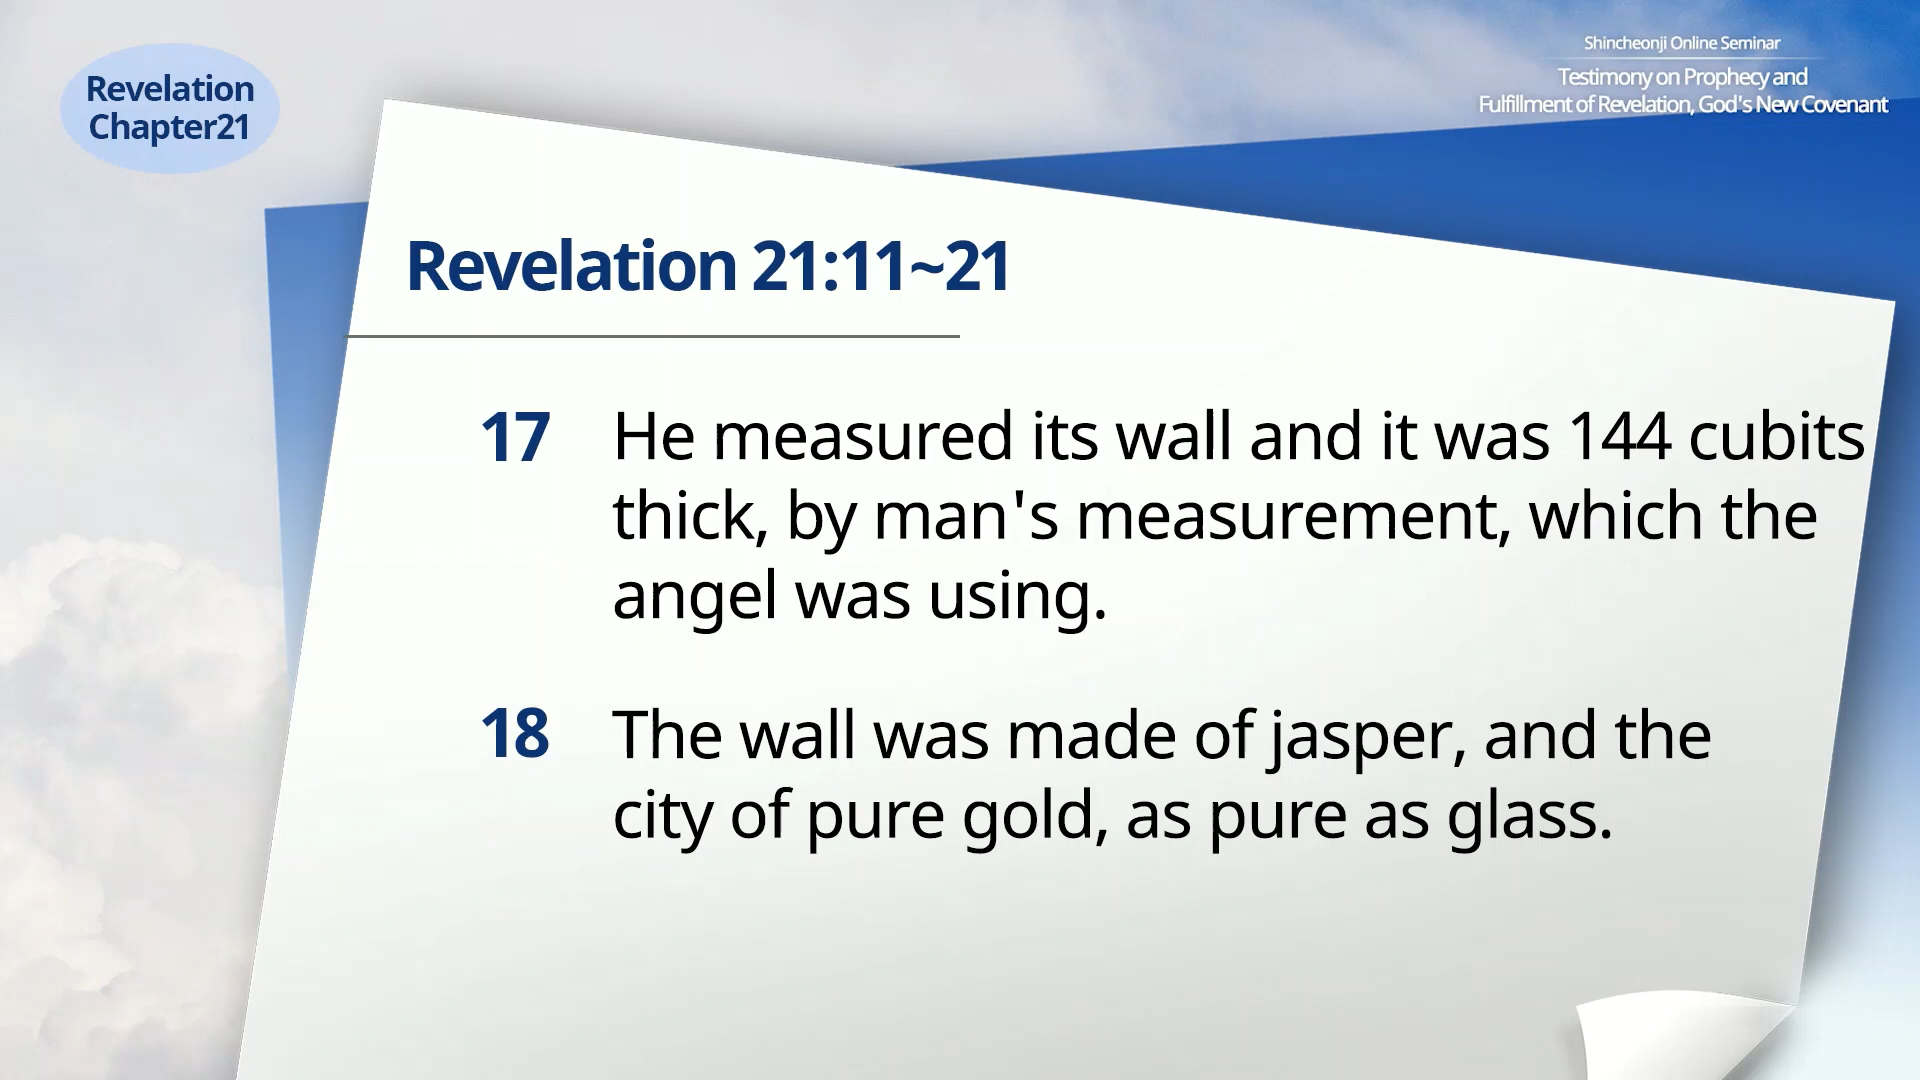 Revelation
Chapter21
Shincheonji Online Seminar
Testimony on Prophecy and
Fulfillment of Revelation, God's New Covenant
Revelation 21:11~21
17 He measured its wall and it was 144 cubits
thick, by man's measurement, which the
angel was using.
18 The wall was made of jasper, and the
city of pure gold, as pure as glass.